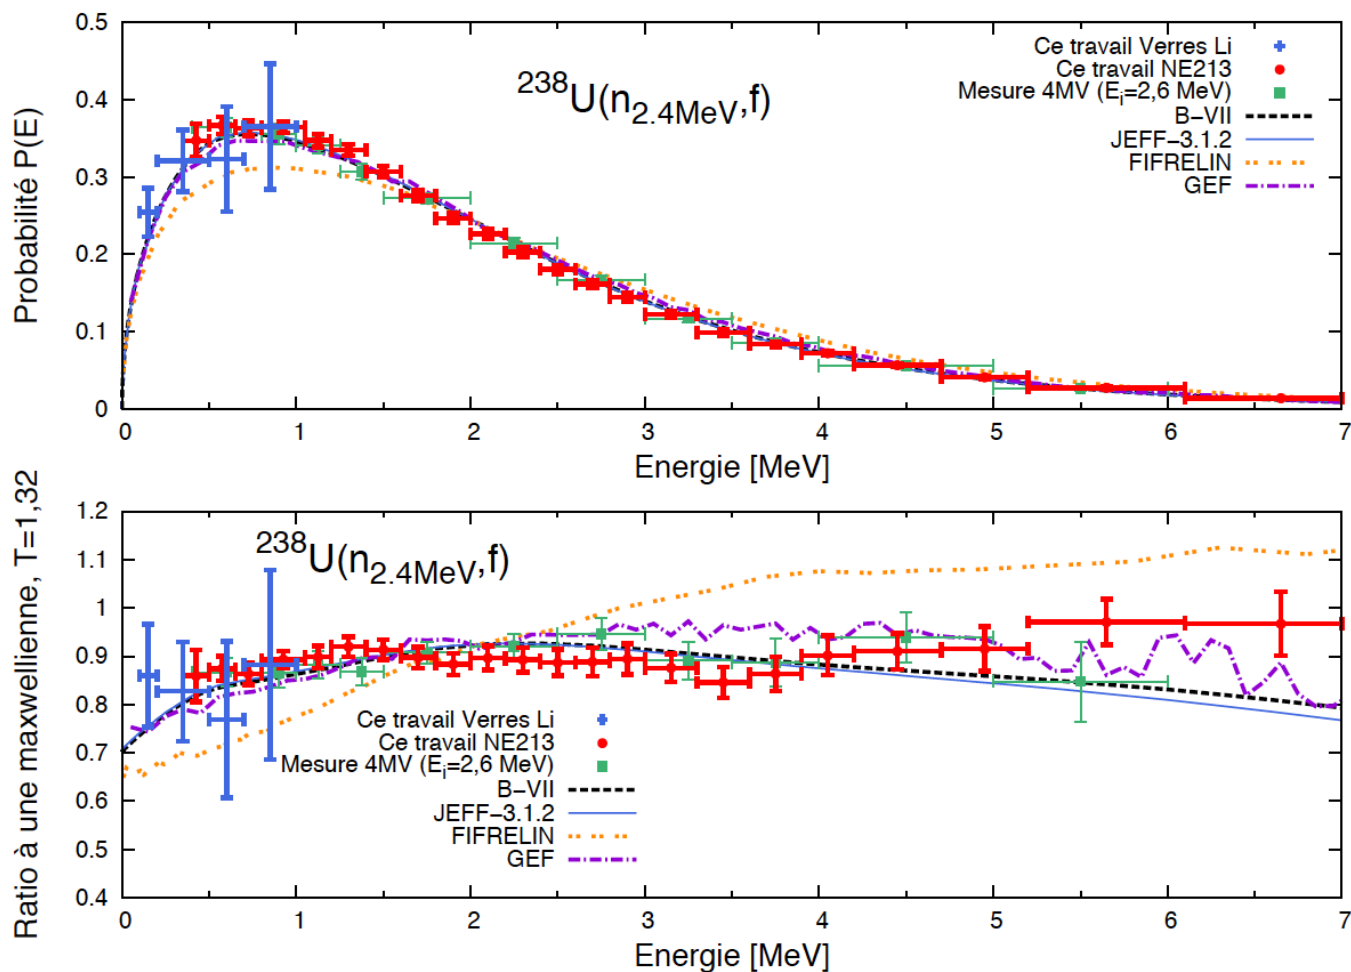 0.5
0.4
0.3
0.2
0.1
0
Probabilité P(E)
238U(n2.4MeV,f)
Ce travail Verres Li
Ce travail NE213
Mesure 4MV (Ei=2,6 MeV)
B-VII
JEFF-3.1.2
FIFRELIN
GEF
0 1 2 3 4 5 6 7
Energie [MeV]
1.2
1.1
1
0.9
0.8
0.7
0.6
0.5
0.4
Ratio à une maxwellienne, T=1,32
238U(n2.4MeV,f)
Ce travail Verres Li
Ce travail NE213
Mesure 4MV (Ei=2,6 MeV)
B-VII
JEFF-3.1.2
FIFRELIN
GEF
0 1 2 3 4 5 6 7
Energie [MeV]